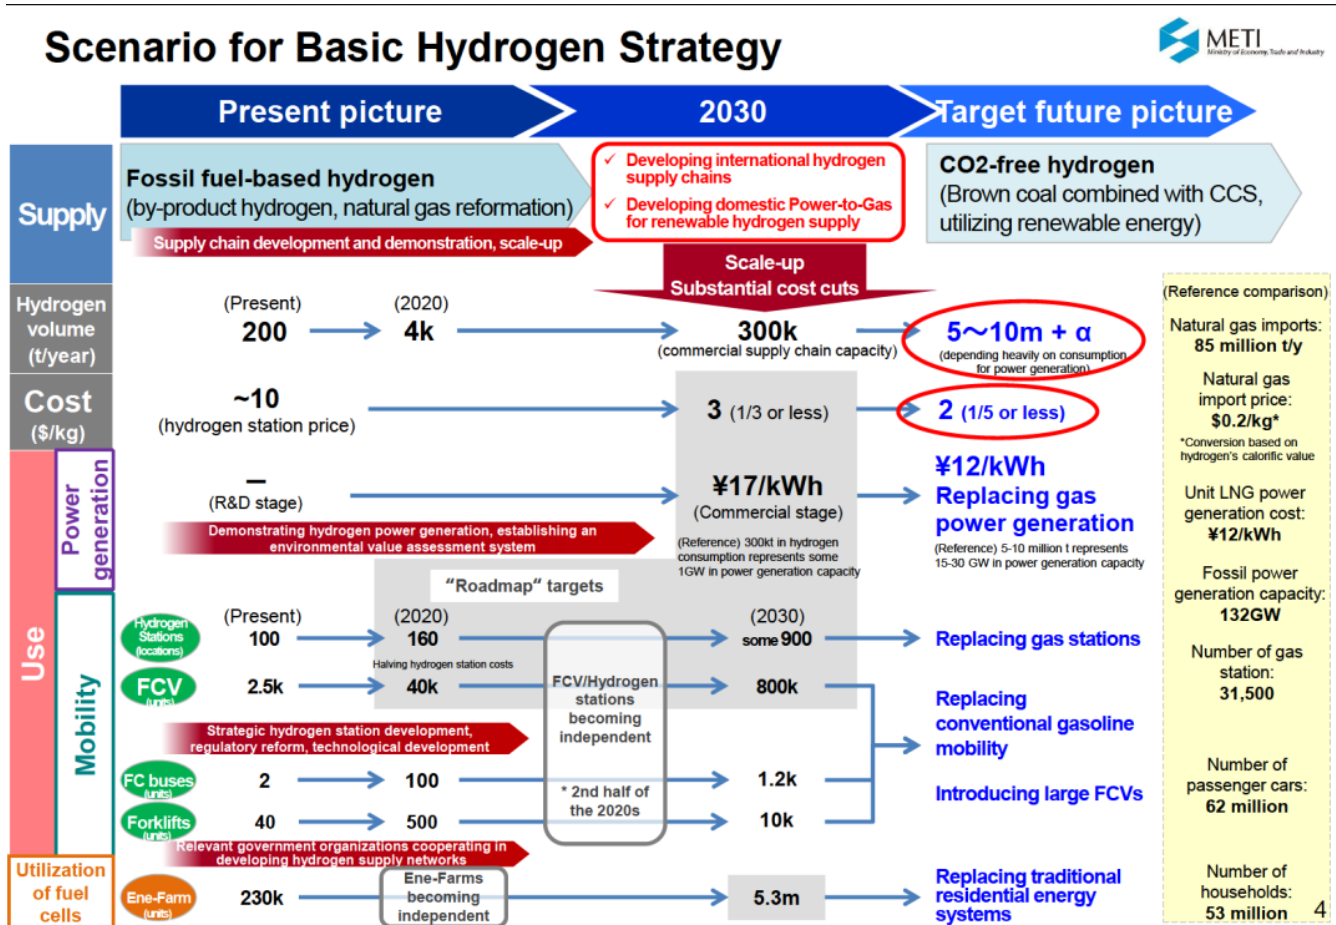 Scenario for Basic Hydrogen Strategy
METI
Ministry of Economy, Trade and Industry
Present picture
2030
Target future picture
Supply
Fossil fuel-based hydrogen
(by-product hydrogen, natural gas reformation)
Supply chain development and demonstration, scale-up
✓ Developing international hydrogen
supply chains
✓ Developing domestic Power-to-Gas
for renewable hydrogen supply
CO2-free hydrogen
(Brown coal combined with CCS,
utilizing renewable energy)
Scale-up
Substantial cost cuts
Hydrogen
volume
(t/year)
(Present)
200
(2020)
4k
300k
(commercial supply chain capacity)
5～10m + α
(depending heavily on consumption
for power generation)
Cost
($/kg)
~10
(hydrogen station price)
3 (1/3 or less)
2 (1/5 or less)
Use
Power
generation
–
(R&D stage)
¥17/kWh
(Commercial stage)
¥12/kWh
Replacing gas
power generation
Demonstrating hydrogen power generation, establishing an
environmental value assessment system
(Reference) 300kt in hydrogen
consumption represents some
1GW in power generation capacity
(Reference) 5-10 million t represents
15-30 GW in power generation capacity
"Roadmap" targets
Mobility
Hydrogen
Stations
(locations)
(Present)
100
(2020)
160
(2030)
some 900
Replacing gas stations
Halving hydrogen station costs
FCV
(units)
2.5k
40k
800k
FCV/Hydrogen
stations
becoming
independent
* 2nd half of
the 2020s
Replacing
conventional gasoline
mobility
Strategic hydrogen station development,
regulatory reform, technological development
FC buses
(units)
2
100
1.2k
Introducing large FCVs
Forklifts
(units)
40
500
10k
Relevant government organizations cooperating in
developing hydrogen supply networks
Utilization
of fuel
cells
Ene-Farm
(units)
230k
Ene-Farms
becoming
independent
5.3m
Replacing traditional
residential energy
systems
(Reference comparison)
Natural gas imports:
85 million t/y
Natural gas
import price:
$0.2/kg*
*Conversion based on
hydrogen's calorific value
Unit LNG power
generation cost:
¥12/kWh
Fossil power
generation capacity:
132GW
Number of gas
station:
31,500
Number of
passenger cars:
62 million
Number of
households:
53 million
4